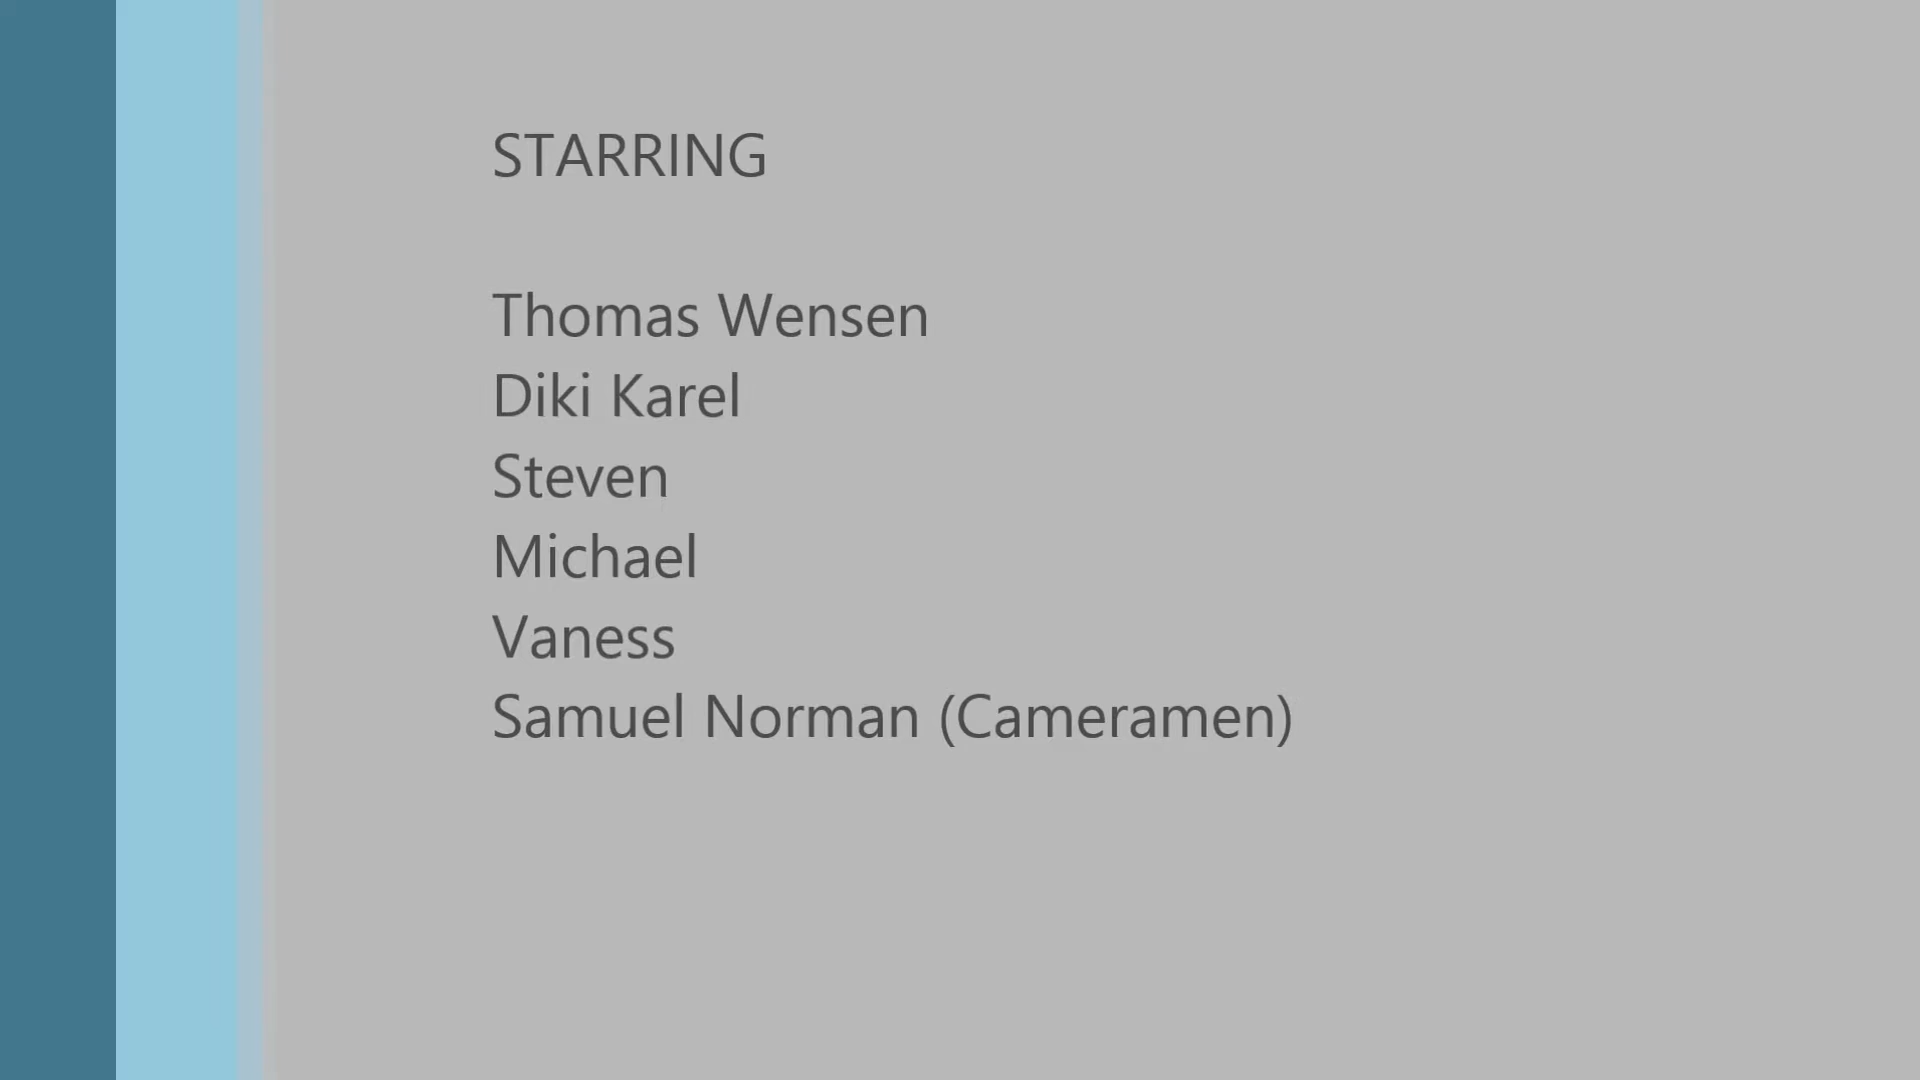 STARRING
Thomas Wensen
Diki Karel
Steven
Michael
Vaness
Samuel Norman (Cameramen)